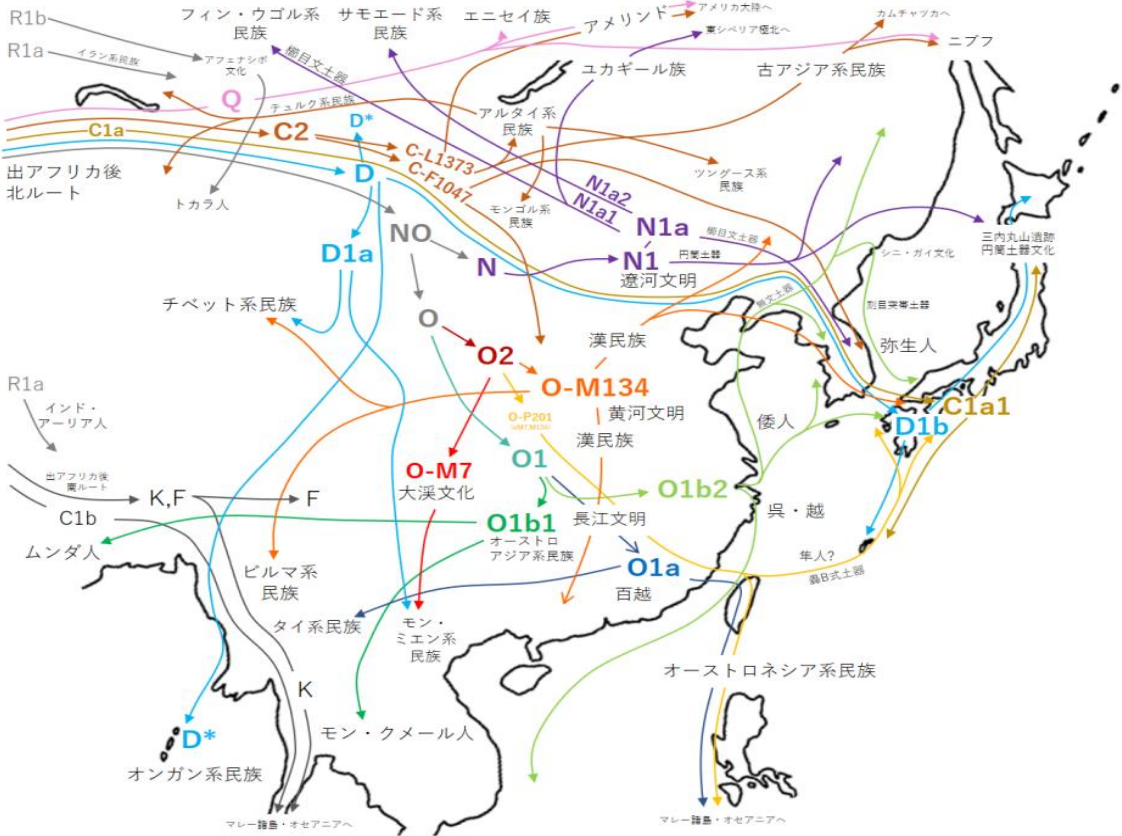 R1b
R1a
イラン系民族
アフェナシボ
文化
フィン・ウゴル系
民族
サモエード系
民族
エニセイ族
アメリンド
アメリカ大陸へ
東シベリア極北へ
カムチャツカへ
ニブフ
櫛目文土器
ユカギール族
古アジア系民族
Q
チュルク系民族
C1a
C2
D*
D
アルタイ系
民族
C-L1373
C-F1047
ツングース系
民族
出アフリカ後
北ルート
トカラ人
モンゴル系
民族
N1a2
N1a1
N1a
櫛目文土器
NO
N
N1
円筒土器
遼河文明
シニ・ガイ文化
三内丸山遺跡
円筒土器文化
D1a
チベット系民族
無文土器
刻目突帯土器
O
漢民族
弥生人
O2
O-M134
黄河文明
漢民族
O-P201
C1a1
D1b
倭人
R1a
インド・
アーリア人
O1
O-M7
大渓文化
出アフリカ後
南ルート
K,F
F
C1b
O1b2
呉・越
長江文明
O1b1
オーストロ
アジア系民族
ムンダ人
O1a
百越
隼人?
轟B式土器
ビルマ系
民族
タイ系民族
モン・
ミエン系
民族
オーストロネシア系民族
K
D*
モン・クメール人
オンガン系民族
マレー諸島・オセアニアへ
マレー諸島・オセアニアへ